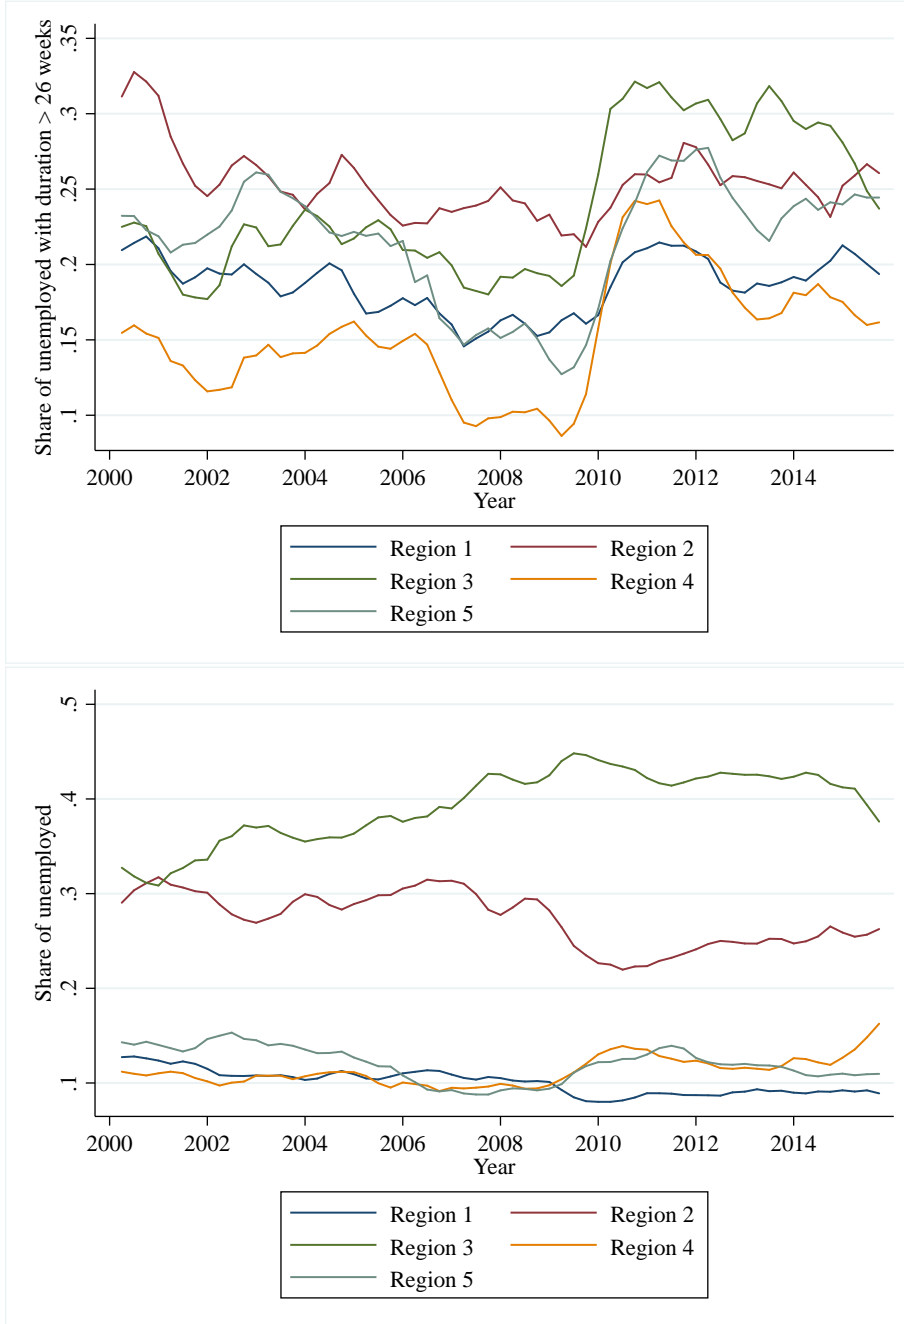 Share of unemployed with duration > 26 weeks
.35
.3
.25
.2
.15
.1
2000 2002 2004 2006 2008 2010 2012 2014
Year
Region 1 Region 2
Region 3 Region 4
Region 5
Share of unemployed
.5
.4
.3
.2
.1
2000 2002 2004 2006 2008 2010 2012 2014
Year
Region 1 Region 2
Region 3 Region 4
Region 5